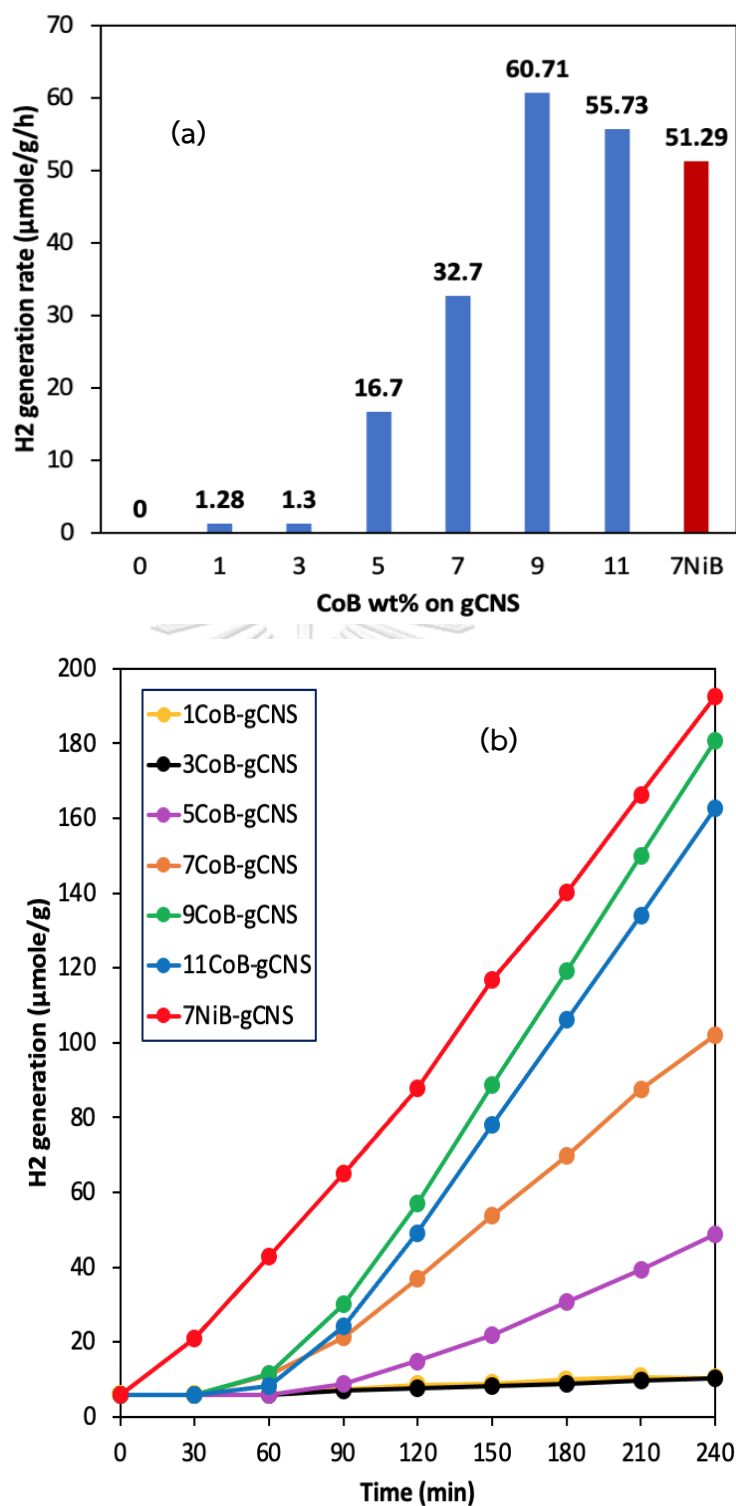 (a)
H2 generation rate (µmole/g/h)
70
60
50
40
30
20
10
0
0
1.28
1.3
16.7
32.7
60.71
55.73
51.29
0 1 3 5 7 9 11 7NiB
CoB wt% on gCNS
(b)
H2 generation (µmole/g)
200
180
160
140
120
100
80
60
40
20
0
1CoB-gCNS
3CoB-gCNS
5CoB-gCNS
7CoB-gCNS
9CoB-gCNS
11CoB-gCNS
7NiB-gCNS
0 30 60 90 120 150 180 210 240
Time (min)